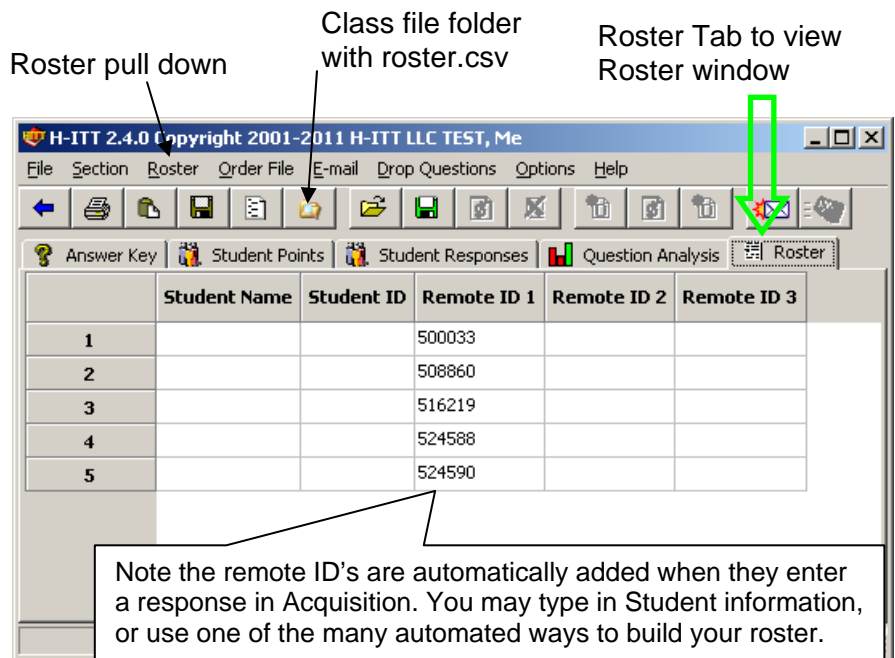 Class file folder
with roster.csv
Roster Tab to view
Roster window
Roster pull down
H-ITT 2.4.0 Copyright 2001-2011 H-ITT LLC TEST, Me
File Section Roster Order File E-mail Drop Questions Options Help
Answer Key Student Points Student Responses Question Analysis Roster
Student Name Student ID Remote ID 1 Remote ID 2 Remote ID 3
1 500033
2 508860
3 516219
4 524588
5 524590
Note the remote ID's are automatically added when they enter
a response in Acquisition. You may type in Student information,
or use one of the many automated ways to build your roster.